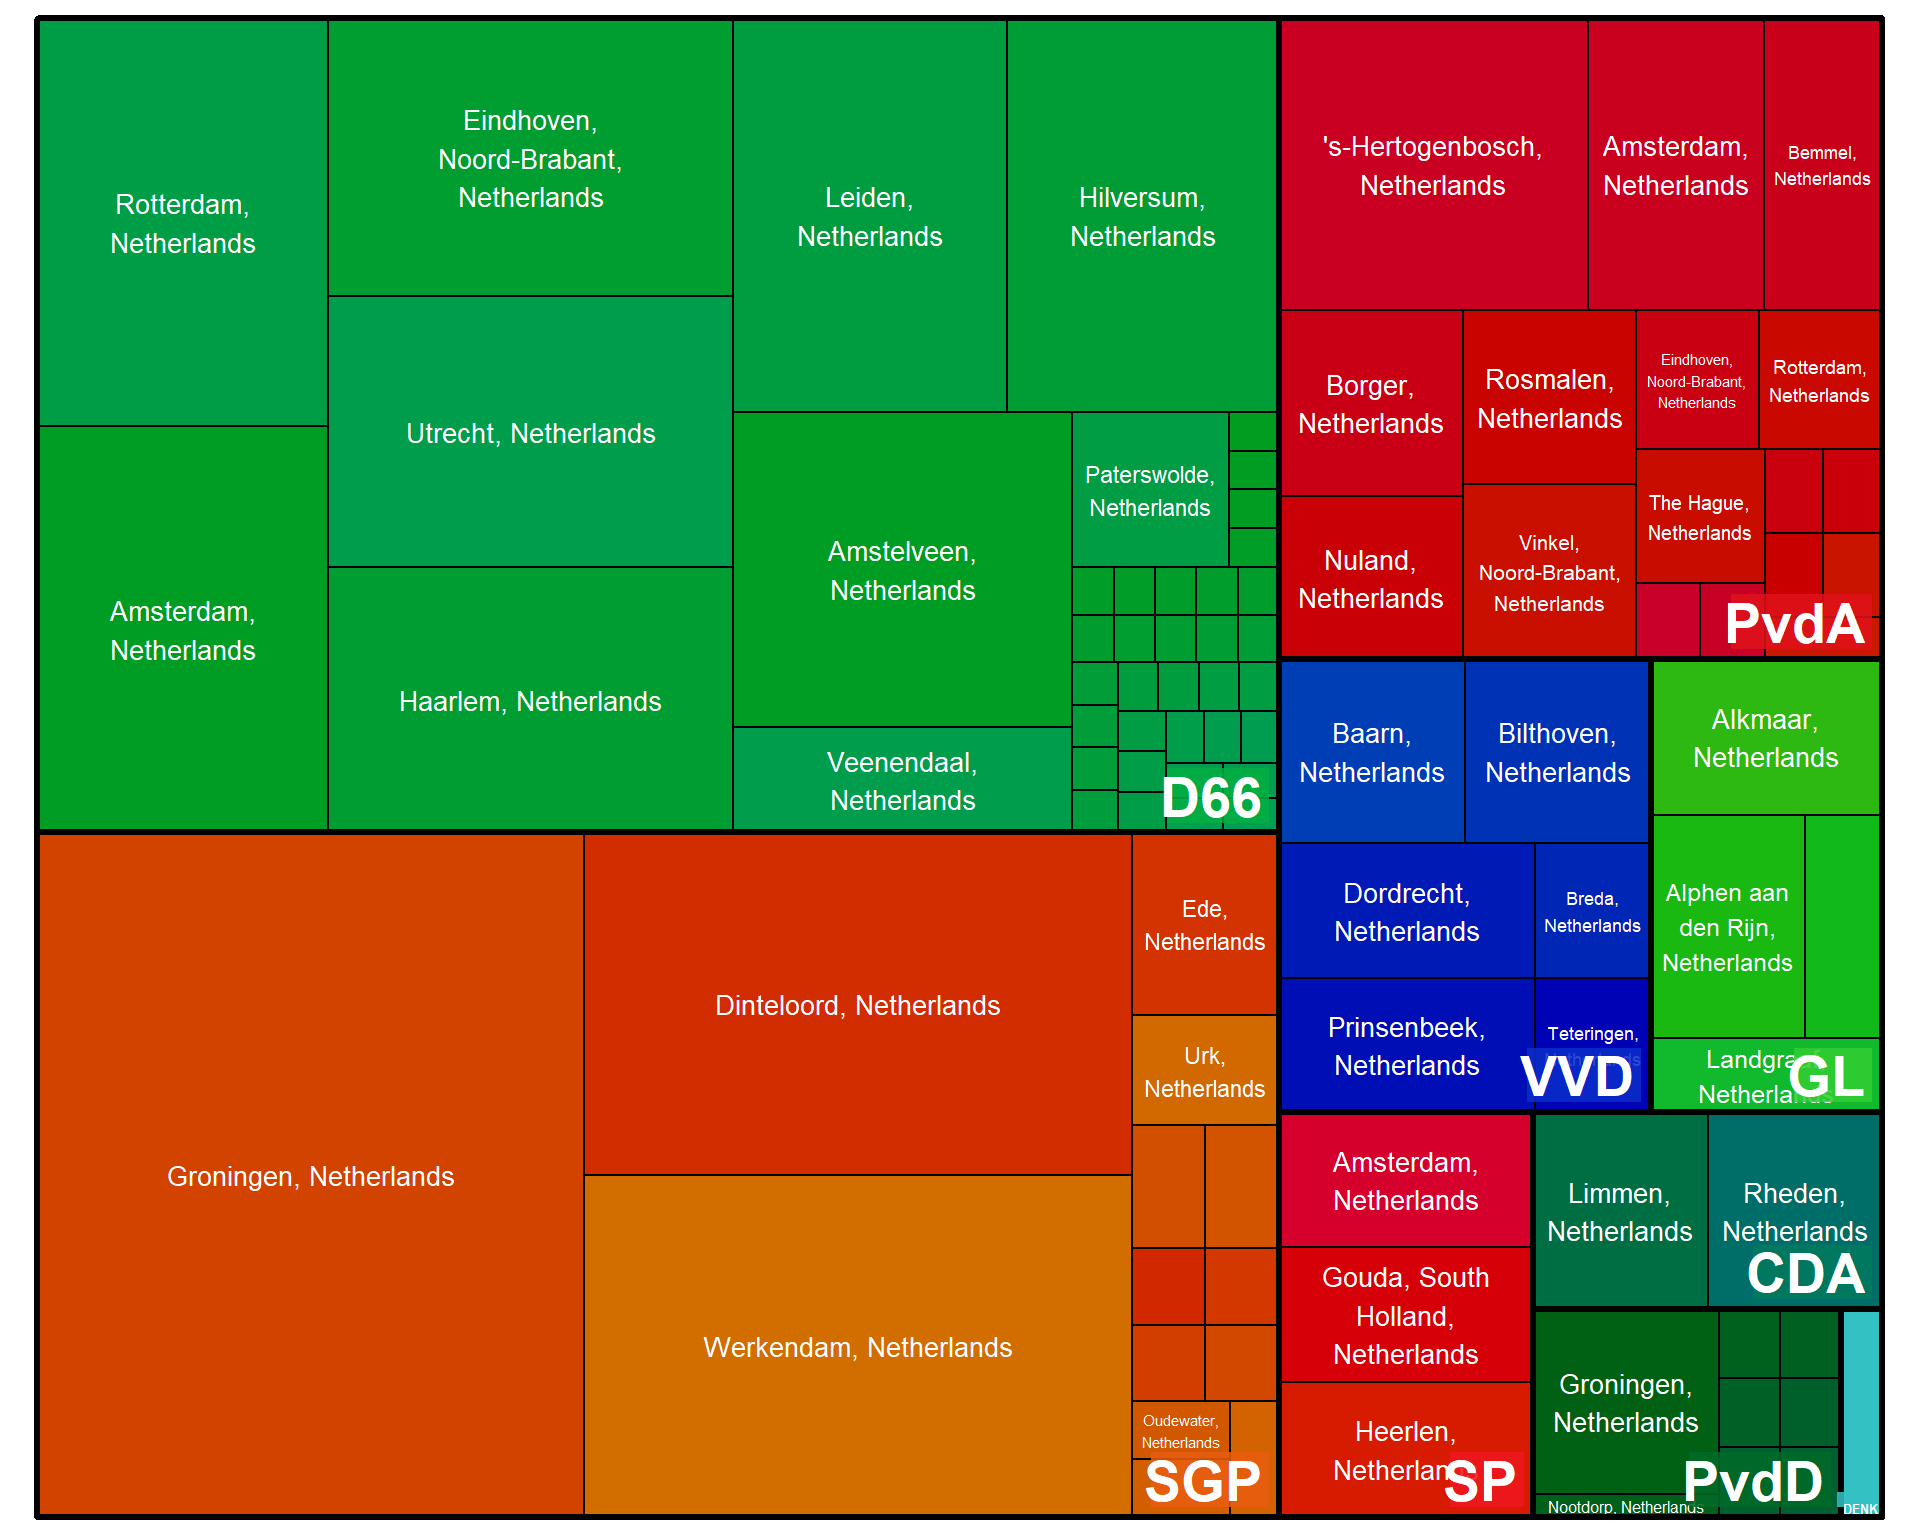 Rotterdam,
Netherlands
Eindhoven,
Noord-Brabant,
Netherlands
Leiden,
Netherlands
Hilversum,
Netherlands
Utrecht, Netherlands
Amsterdam,
Netherlands
Haarlem, Netherlands
Amstelveen,
Netherlands
Paterswolde,
Netherlands
Veenendaal,
Netherlands
D66
's-Hertogenbosch,
Netherlands
Amsterdam,
Netherlands
Bemmel,
Netherlands
Borger,
Netherlands
Rosmalen,
Netherlands
Eindhoven,
Noord-Brabant,
Netherlands
Rotterdam,
Netherlands
Nuland,
Netherlands
Vinkel,
Noord-Brabant,
Netherlands
The Hague,
Netherlands
PvdA
Baarn,
Netherlands
Bilthoven,
Netherlands
Dordrecht,
Netherlands
Breda,
Netherlands
Prinsenbeek,
Netherlands
Teteringen,
Netherlands
VVD
Alkmaar,
Netherlands
Alphen aan
den Rijn,
Netherlands
Landgraaf,
Netherlands
GL
Groningen, Netherlands
Dinteloord, Netherlands
Werkendam, Netherlands
Ede,
Netherlands
Urk,
Netherlands
Oudewater,
Netherlands
SGP
Amsterdam,
Netherlands
Gouda, South
Holland,
Netherlands
Heerlen,
Netherlands
SP
Limmen,
Netherlands
Rheden,
Netherlands
CDA
Groningen,
Netherlands
Nootdorp, Netherlands
PvdD
DENK